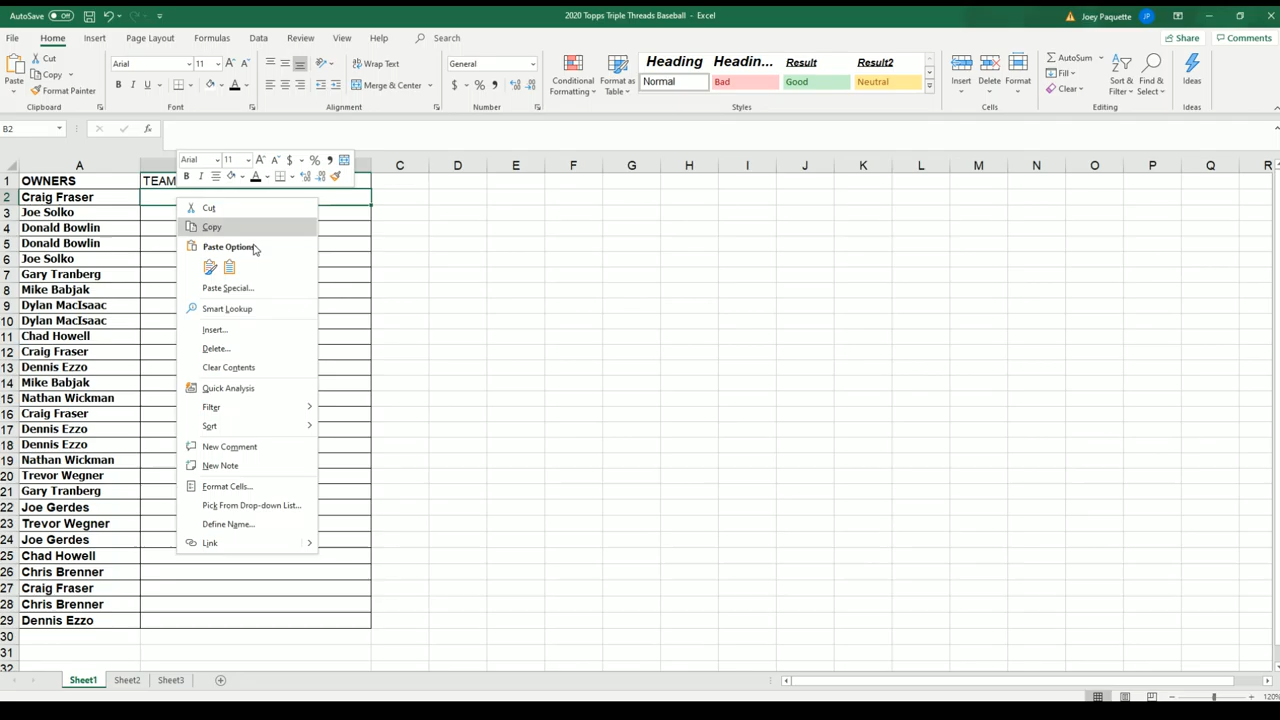 AutoSave Off 2020 Topps Triple Threads Baseball - Excel Joey Paquette JP
File Home Insert Page Layout Formulas Data Review View Help Search Share Comments
Paste Cut Copy Format Painter Clipboard
Arial 11 A A B I U A Font
Wrap Text Merge & Center Alignment
General $ % , Number
Conditional Formatting Format as Table
Heading Headin... Result Result2
Normal Bad Good Neutral
Styles
Insert Delete Format Cells
AutoSum Fill Clear Sort & Filter Find & Select Editing
Ideas Ideas
B2 fx
Arial 11 A A $ % ,
B I A
A C D E F G H I J K L M N O P Q R
1 OWNERS TEAM
2 Craig Fraser
3 Joe Solko
4 Donald Bowlin
5 Donald Bowlin
6 Joe Solko
7 Gary Tranberg
8 Mike Babjak
9 Dylan MacIsaac
10 Dylan MacIsaac
11 Chad Howell
12 Craig Fraser
13 Dennis Ezzo
14 Mike Babjak
15 Nathan Wickman
16 Craig Fraser
17 Dennis Ezzo
18 Dennis Ezzo
19 Nathan Wickman
20 Trevor Wegner
21 Gary Tranberg
22 Joe Gerdes
23 Trevor Wegner
24 Joe Gerdes
25 Chad Howell
26 Chris Brenner
27 Craig Fraser
28 Chris Brenner
29 Dennis Ezzo
30
31
32
Cut
Copy
Paste Options
Paste Special...
Smart Lookup
Insert...
Delete...
Clear Contents
Quick Analysis
Filter
Sort
New Comment
New Note
Format Cells...
Pick From Drop-down List...
Define Name...
Link
Sheet1 Sheet2 Sheet3
120%